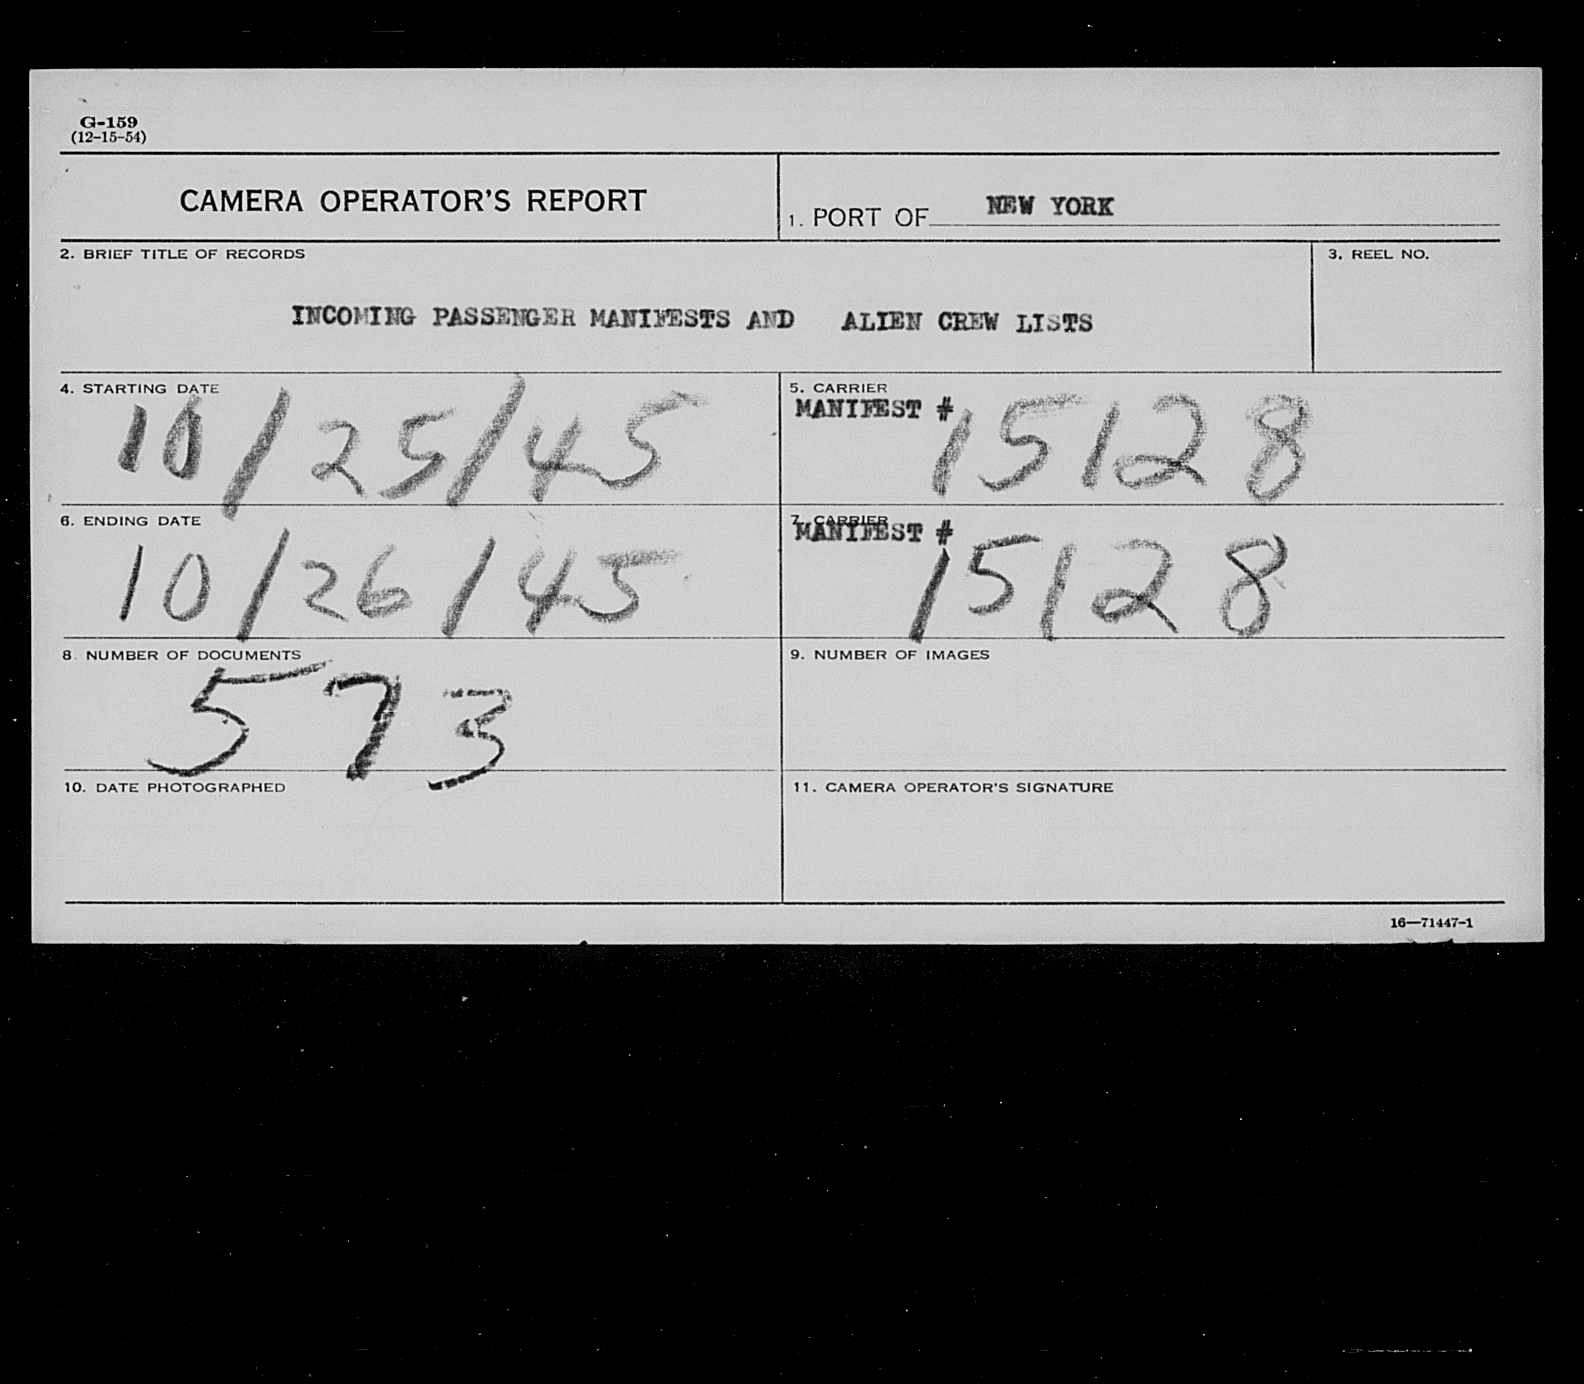 G-159
(12-15-54)
CAMERA OPERATOR'S REPORT
1. PORT OF NEW YORK
2. BRIEF TITLE OF RECORDS
3. REEL NO.
INCOMING PASSENGER MANIFESTS AND ALIEN CREW LISTS
4. STARTING DATE
10/25/45
5. CARRIER
MANIFEST # 15128
6. ENDING DATE
10/26/45
7. CARRIER
MANIFEST # 15128
8. NUMBER OF DOCUMENTS
573
9. NUMBER OF IMAGES
10. DATE PHOTOGRAPHED
11. CAMERA OPERATOR'S SIGNATURE
16—71447-1